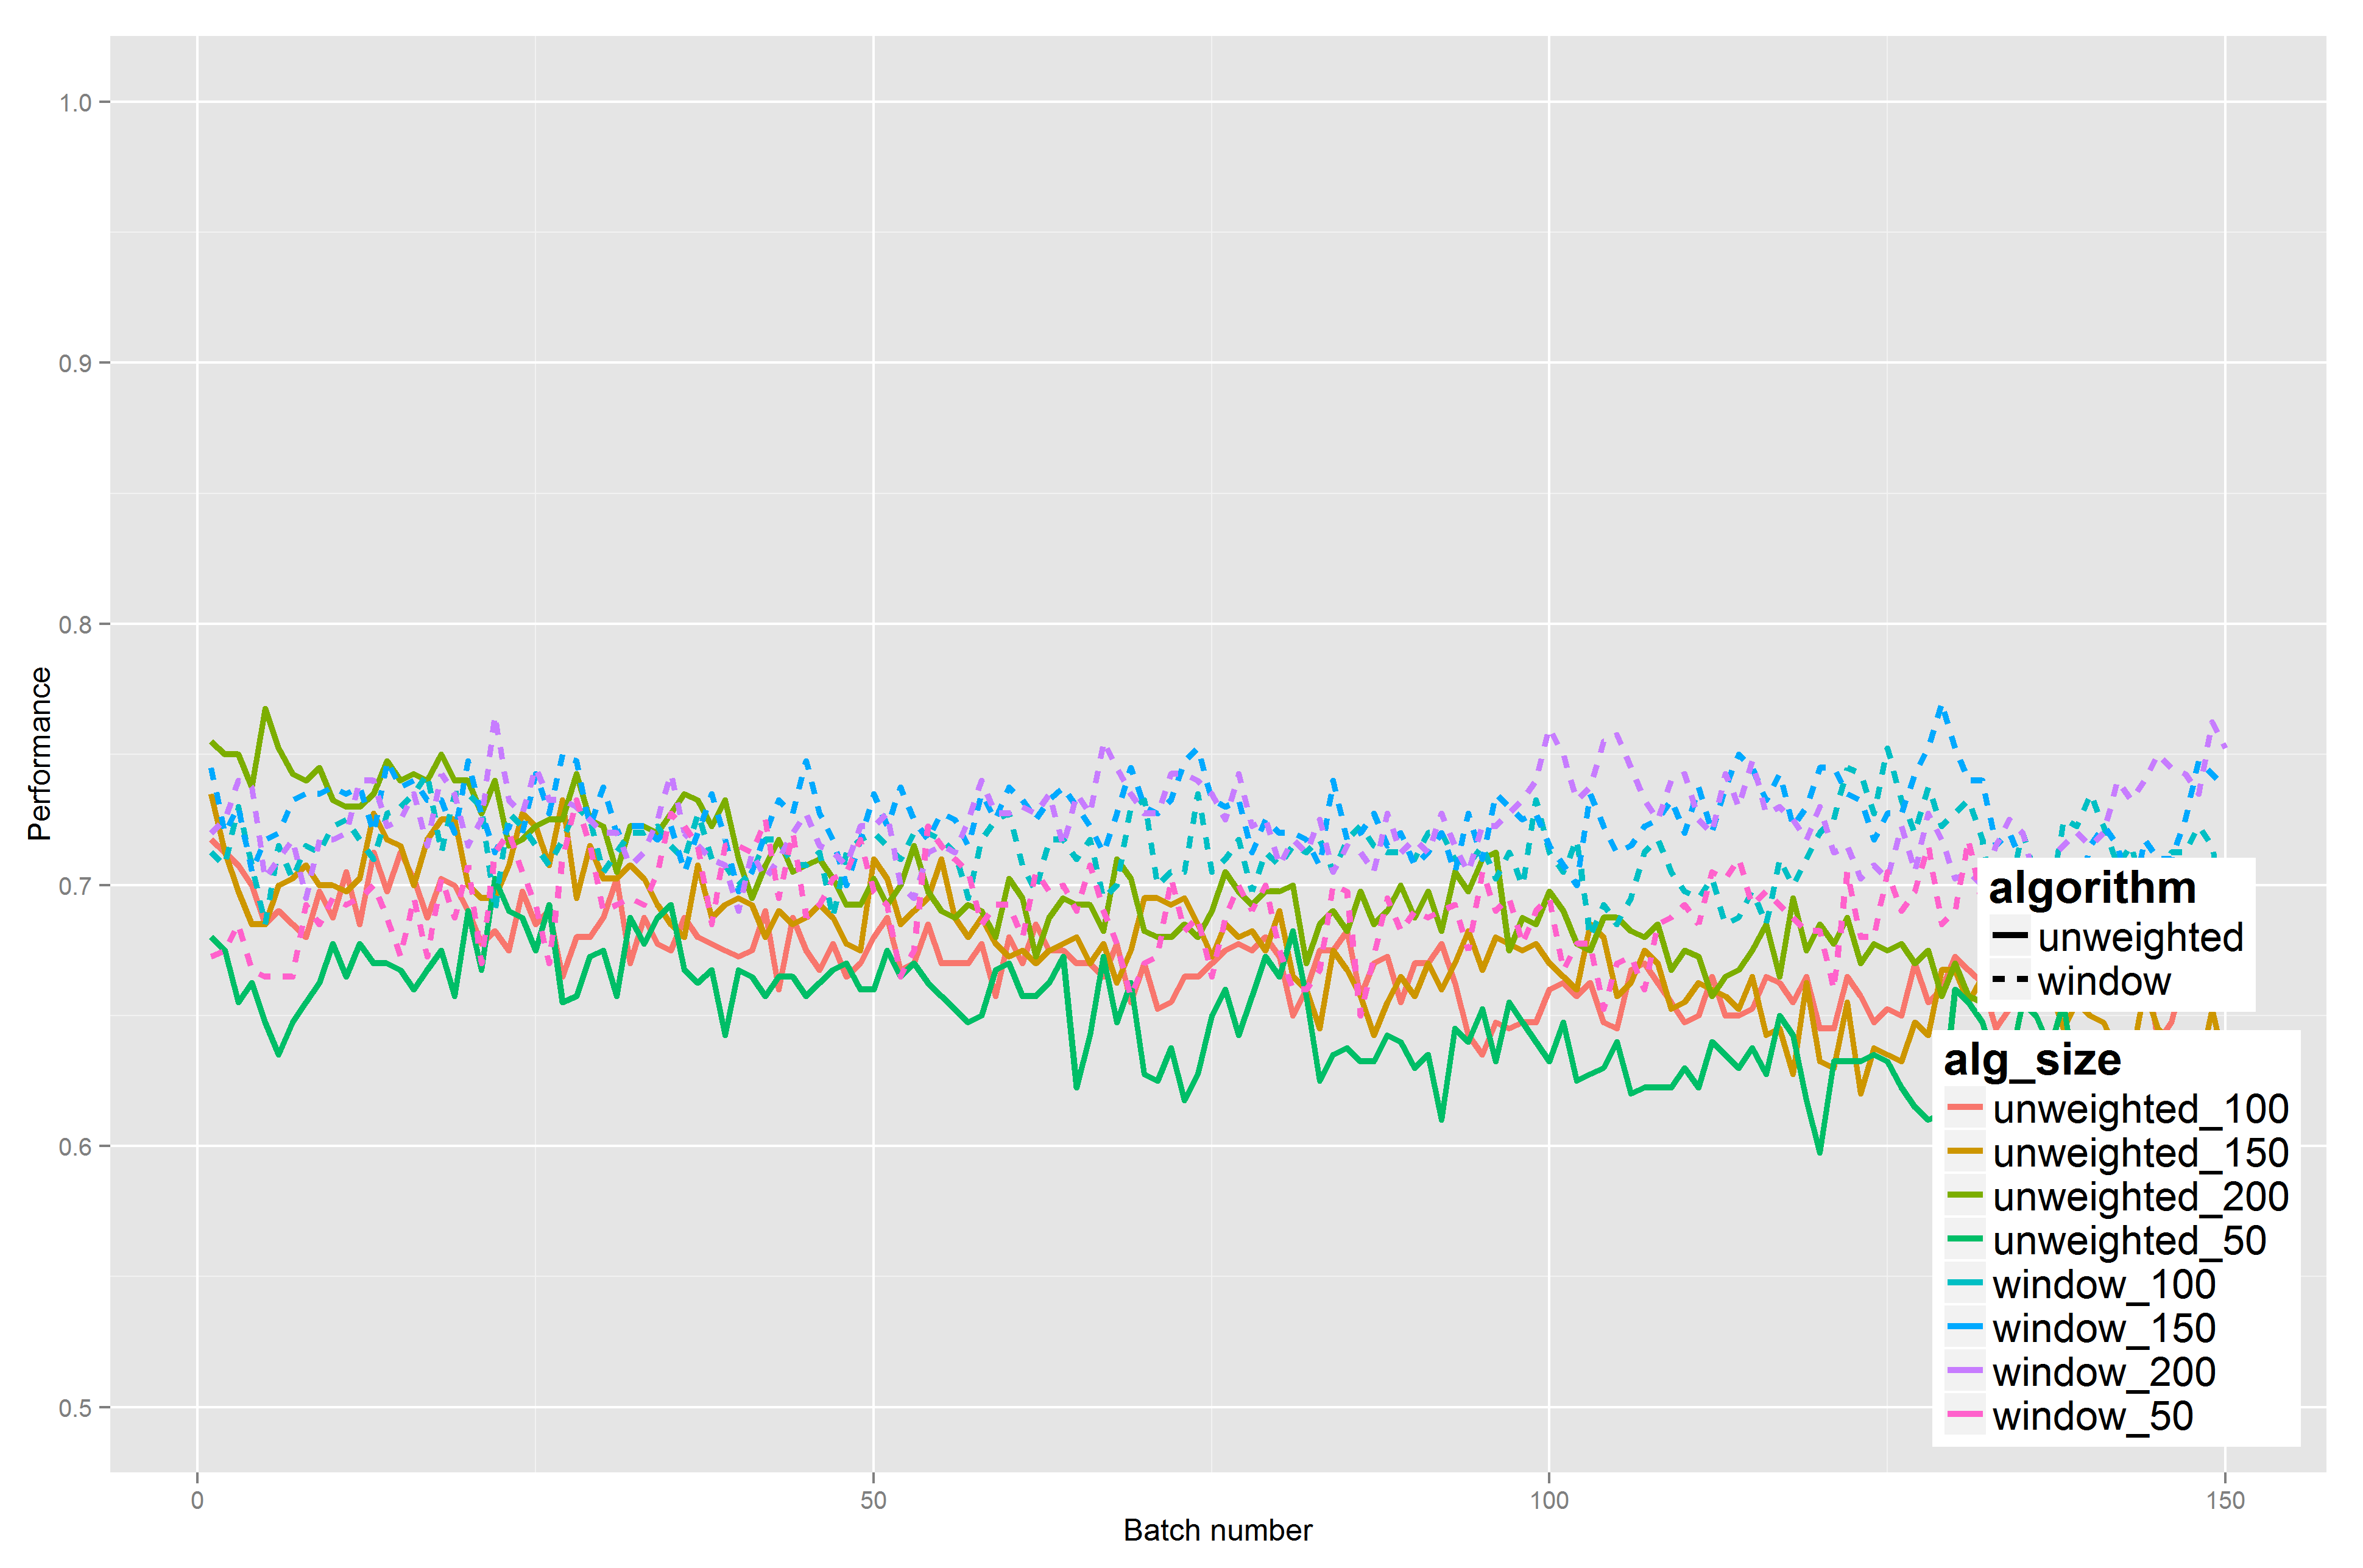 1.0
0.9
0.8
0.7
0.6
0.5
Performance
0
50
100
150
Batch number
algorithm
unweighted
window
alg_size
unweighted_100
unweighted_150
unweighted_200
unweighted_50
window_100
window_150
window_200
window_50